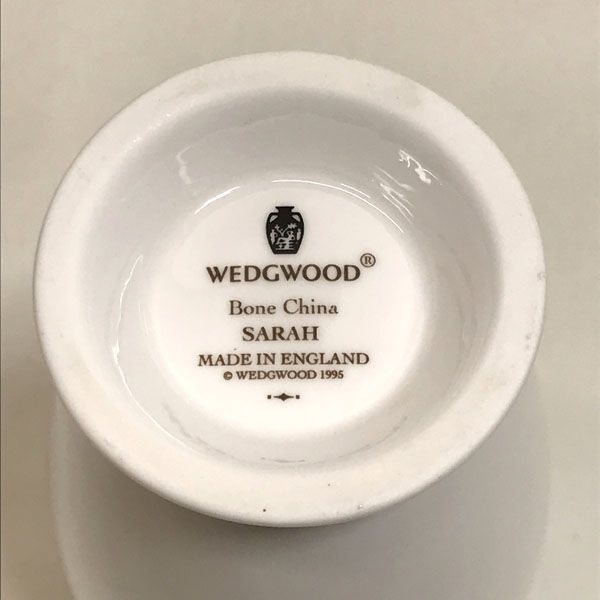 WEDGWOOD®
Bone China
SARAH
MADE IN ENGLAND
© WEDGWOOD 1995